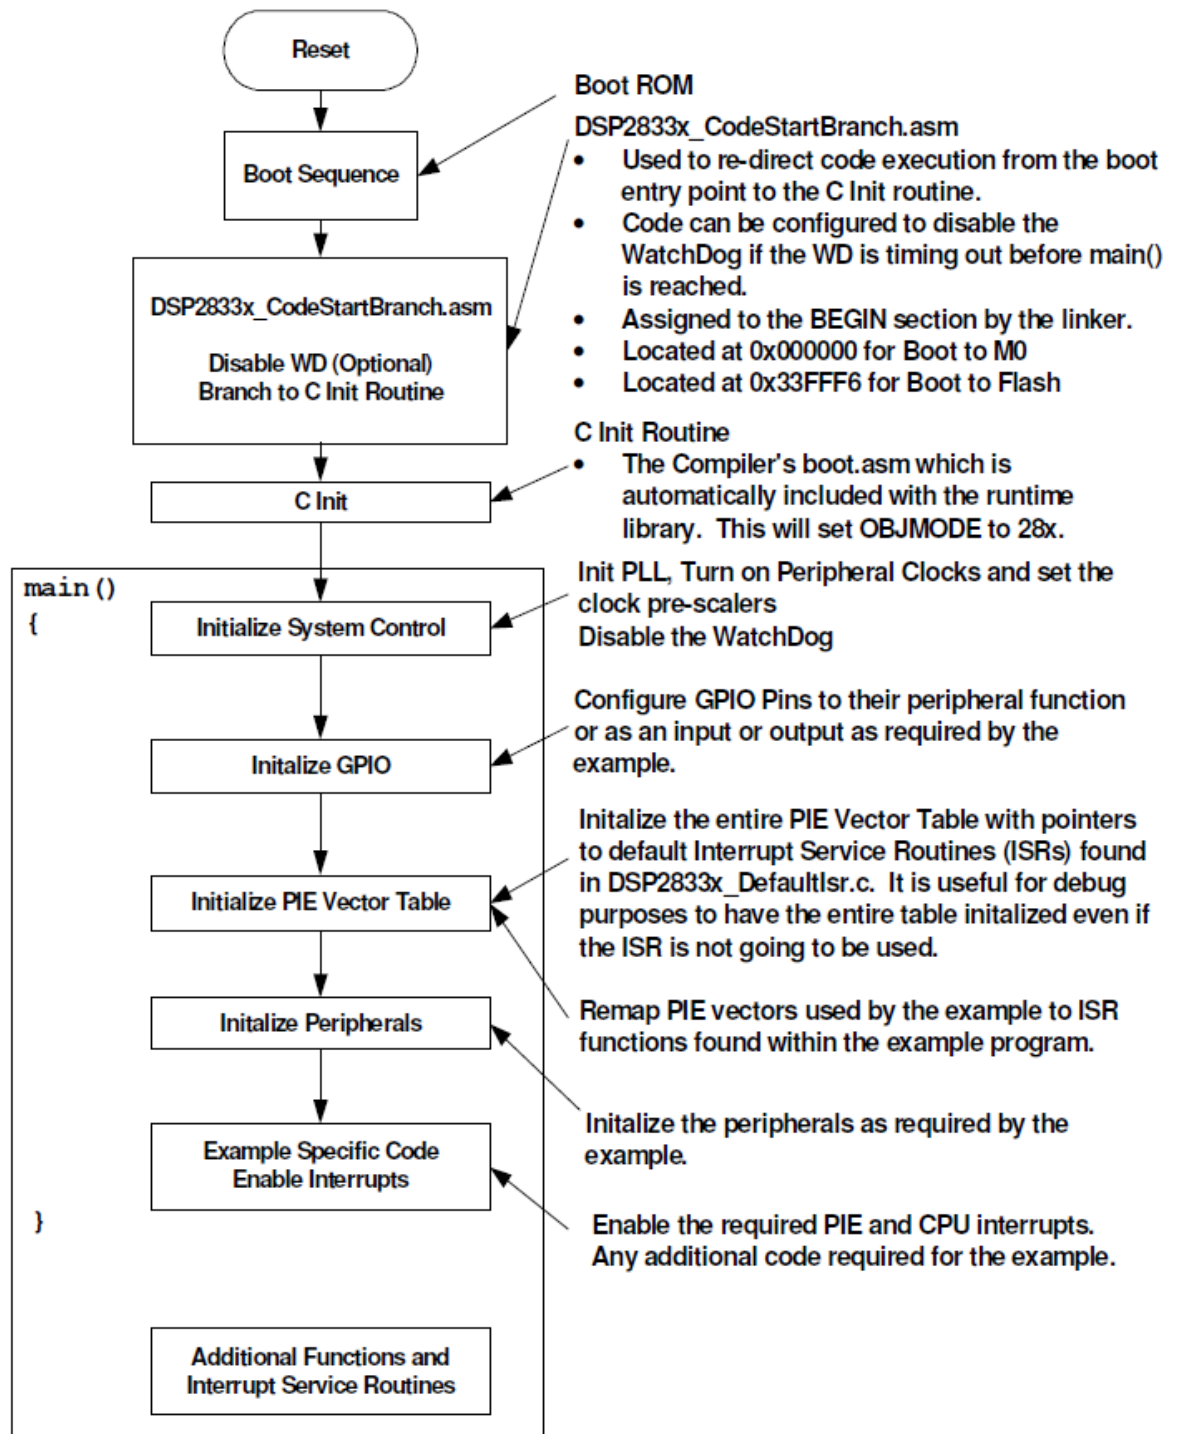 Reset
Boot Sequence
DSP2833x_CodeStartBranch.asm
Disable WD (Optional)
Branch to C Init Routine
C Init
main()
{
Initialize System Control
Initalize GPIO
Initialize PIE Vector Table
Initalize Peripherals
Example Specific Code
Enable Interrupts
}
Additional Functions and
Interrupt Service Routines
Boot ROM
DSP2833x_CodeStartBranch.asm
• Used to re-direct code execution from the boot
entry point to the C Init routine.
• Code can be configured to disable the
WatchDog if the WD is timing out before main()
is reached.
• Assigned to the BEGIN section by the linker.
• Located at 0x000000 for Boot to M0
• Located at 0x33FFF6 for Boot to Flash
C Init Routine
• The Compiler's boot.asm which is
automatically included with the runtime
library. This will set OBJMODE to 28x.
Init PLL, Turn on Peripheral Clocks and set the
clock pre-scalers
Disable the WatchDog
Configure GPIO Pins to their peripheral function
or as an input or output as required by the
example.
Initalize the entire PIE Vector Table with pointers
to default Interrupt Service Routines (ISRs) found
in DSP2833x_DefaultIsr.c. It is useful for debug
purposes to have the entire table initalized even if
the ISR is not going to be used.
Remap PIE vectors used by the example to ISR
functions found within the example program.
Initalize the peripherals as required by the
example.
Enable the required PIE and CPU interrupts.
Any additional code required for the example.